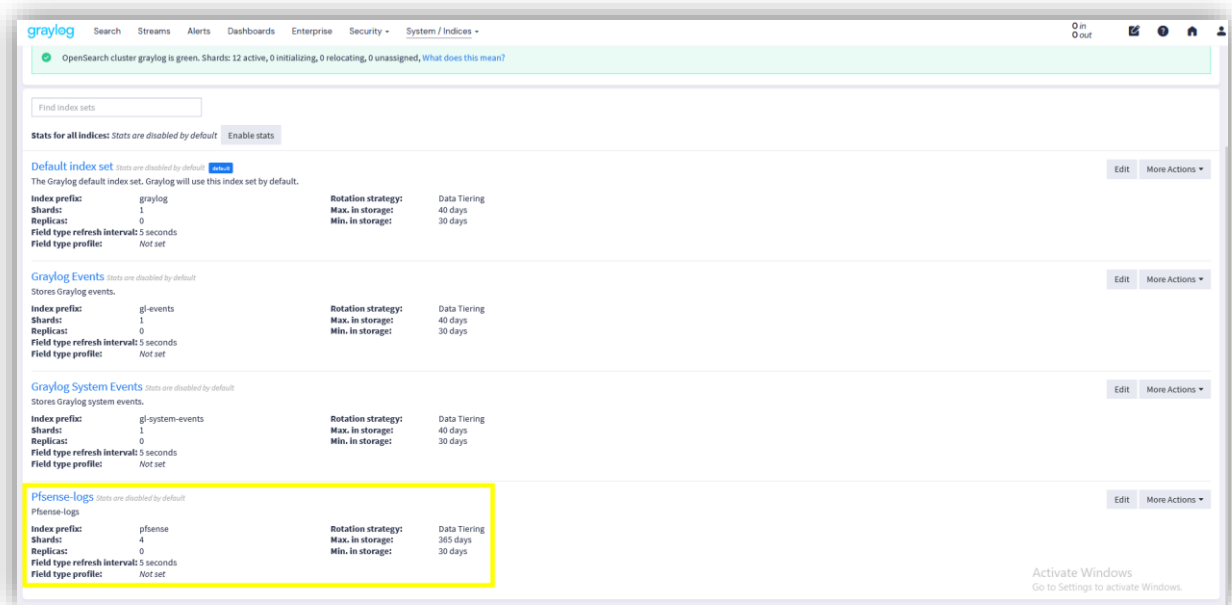 graylog Search Streams Alerts Dashboards Enterprise Security System / Indices 0 in
0 out
OpenSearch cluster graylog is green. Shards: 12 active, 0 initializing, 0 relocating, 0 unassigned, What does this mean?
Find index sets
Stats for all indices: Stats are disabled by default Enable stats
Default index set Stats are disabled by default default Edit More Actions
The Graylog default index set. Graylog will use this index set by default.
Index prefix: graylog Rotation strategy: Data Tiering
Shards: 1 Max. in storage: 40 days
Replicas: 0 Min. in storage: 30 days
Field type refresh interval: 5 seconds
Field type profile: Not set
Graylog Events Stats are disabled by default Edit More Actions
Stores Graylog events.
Index prefix: gl-events Rotation strategy: Data Tiering
Shards: 1 Max. in storage: 40 days
Replicas: 0 Min. in storage: 30 days
Field type refresh interval: 5 seconds
Field type profile: Not set
Graylog System Events Stats are disabled by default Edit More Actions
Stores Graylog system events.
Index prefix: gl-system-events Rotation strategy: Data Tiering
Shards: 1 Max. in storage: 40 days
Replicas: 0 Min. in storage: 30 days
Field type refresh interval: 5 seconds
Field type profile: Not set
Pfsense-logs Stats are disabled by default Edit More Actions
Pfsense-logs
Index prefix: pfsense Rotation strategy: Data Tiering
Shards: 4 Max. in storage: 365 days
Replicas: 0 Min. in storage: 30 days
Field type refresh interval: 5 seconds
Field type profile: Not set
Activate Windows
Go to Settings to activate Windows.